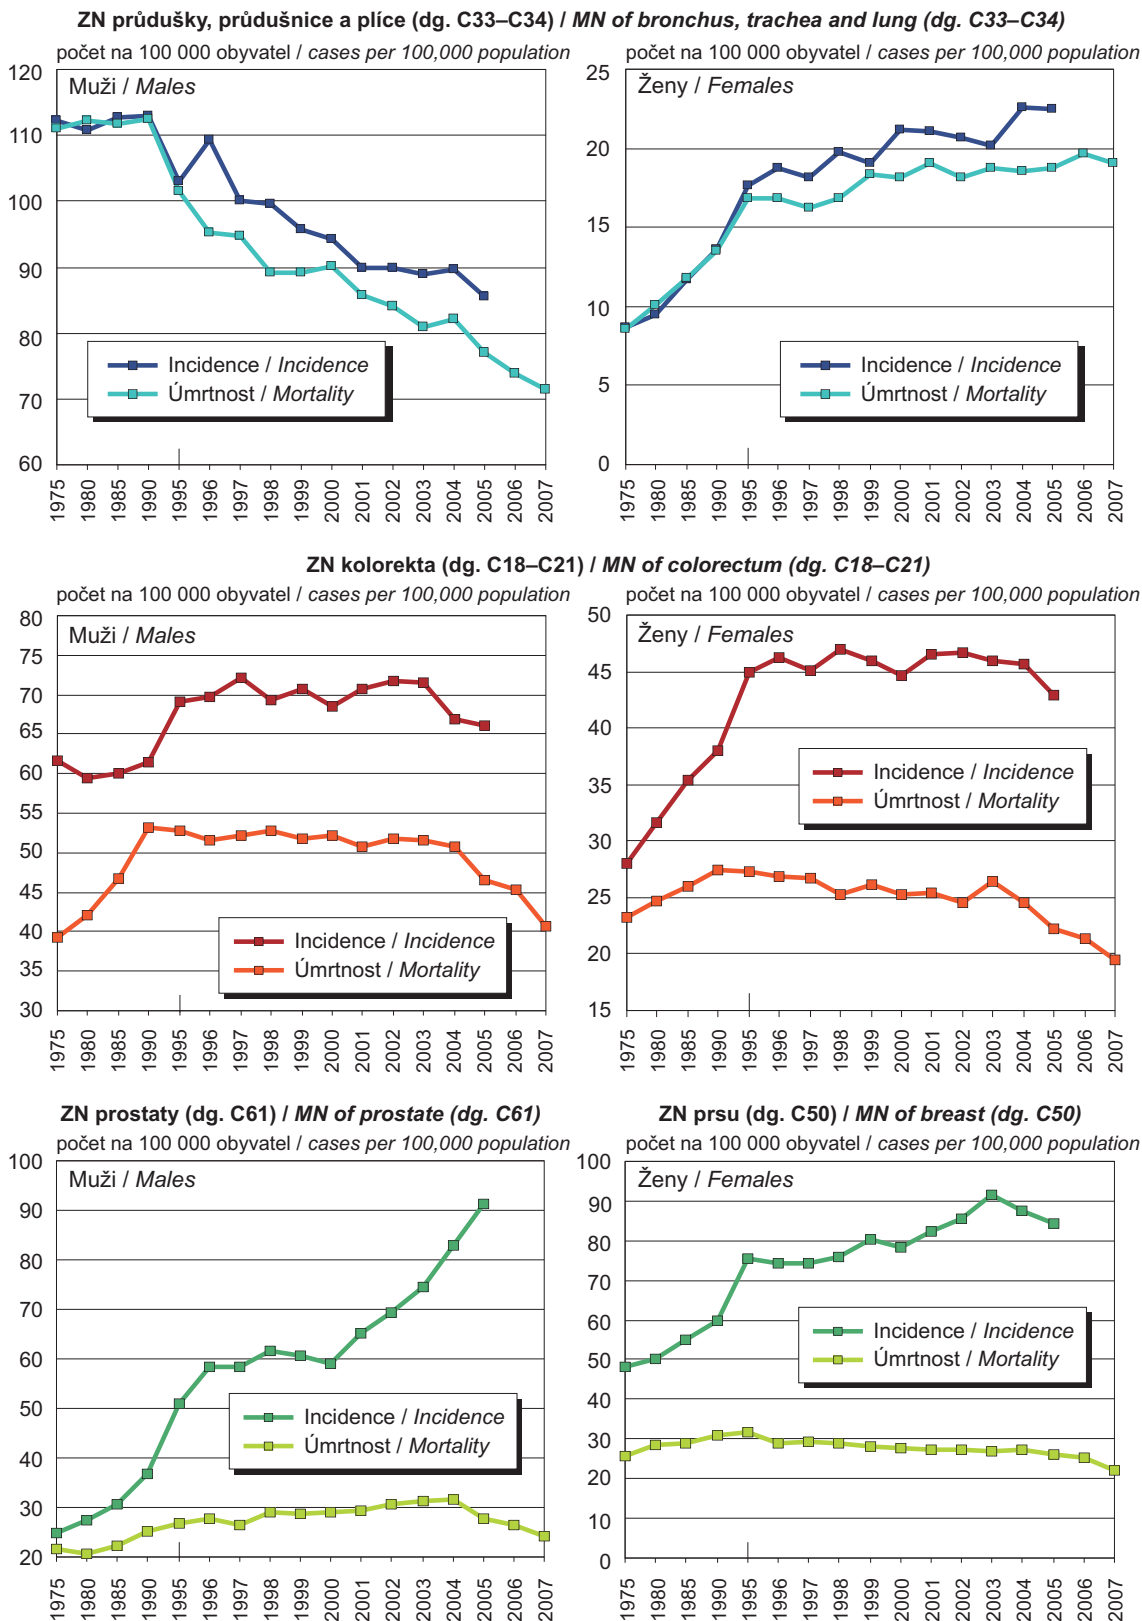 ZN průdušky, průdušnice a plíce (dg. C33–C34) / MN of bronchus, trachea and lung (dg. C33–C34)
počet na 100 000 obyvatel / cases per 100,000 population
120
110
100
90
80
70
60
Muži / Males
Incidence / Incidence
Úmrtnost / Mortality
1975 1980 1985 1990 1995 1996 1997 1998 1999 2000 2001 2002 2003 2004 2005 2006 2007
počet na 100 000 obyvatel / cases per 100,000 population
25
20
15
10
5
0
Ženy / Females
Incidence / Incidence
Úmrtnost / Mortality
1975 1980 1985 1990 1995 1996 1997 1998 1999 2000 2001 2002 2003 2004 2005 2006 2007
ZN kolorekta (dg. C18–C21) / MN of colorectum (dg. C18–C21)
počet na 100 000 obyvatel / cases per 100,000 population
80
75
70
65
60
55
50
45
40
35
30
Muži / Males
Incidence / Incidence
Úmrtnost / Mortality
1975 1980 1985 1990 1995 1996 1997 1998 1999 2000 2001 2002 2003 2004 2005 2006 2007
počet na 100 000 obyvatel / cases per 100,000 population
50
45
40
35
30
25
20
15
Ženy / Females
Incidence / Incidence
Úmrtnost / Mortality
1975 1980 1985 1990 1995 1996 1997 1998 1999 2000 2001 2002 2003 2004 2005 2006 2007
ZN prostaty (dg. C61) / MN of prostate (dg. C61)
počet na 100 000 obyvatel / cases per 100,000 population
100
90
80
70
60
50
40
30
20
Muži / Males
Incidence / Incidence
Úmrtnost / Mortality
1975 1980 1985 1990 1995 1996 1997 1998 1999 2000 2001 2002 2003 2004 2005 2006 2007
ZN prsu (dg. C50) / MN of breast (dg. C50)
počet na 100 000 obyvatel / cases per 100,000 population
100
90
80
70
60
50
40
30
20
10
0
Ženy / Females
Incidence / Incidence
Úmrtnost / Mortality
1975 1980 1985 1990 1995 1996 1997 1998 1999 2000 2001 2002 2003 2004 2005 2006 2007